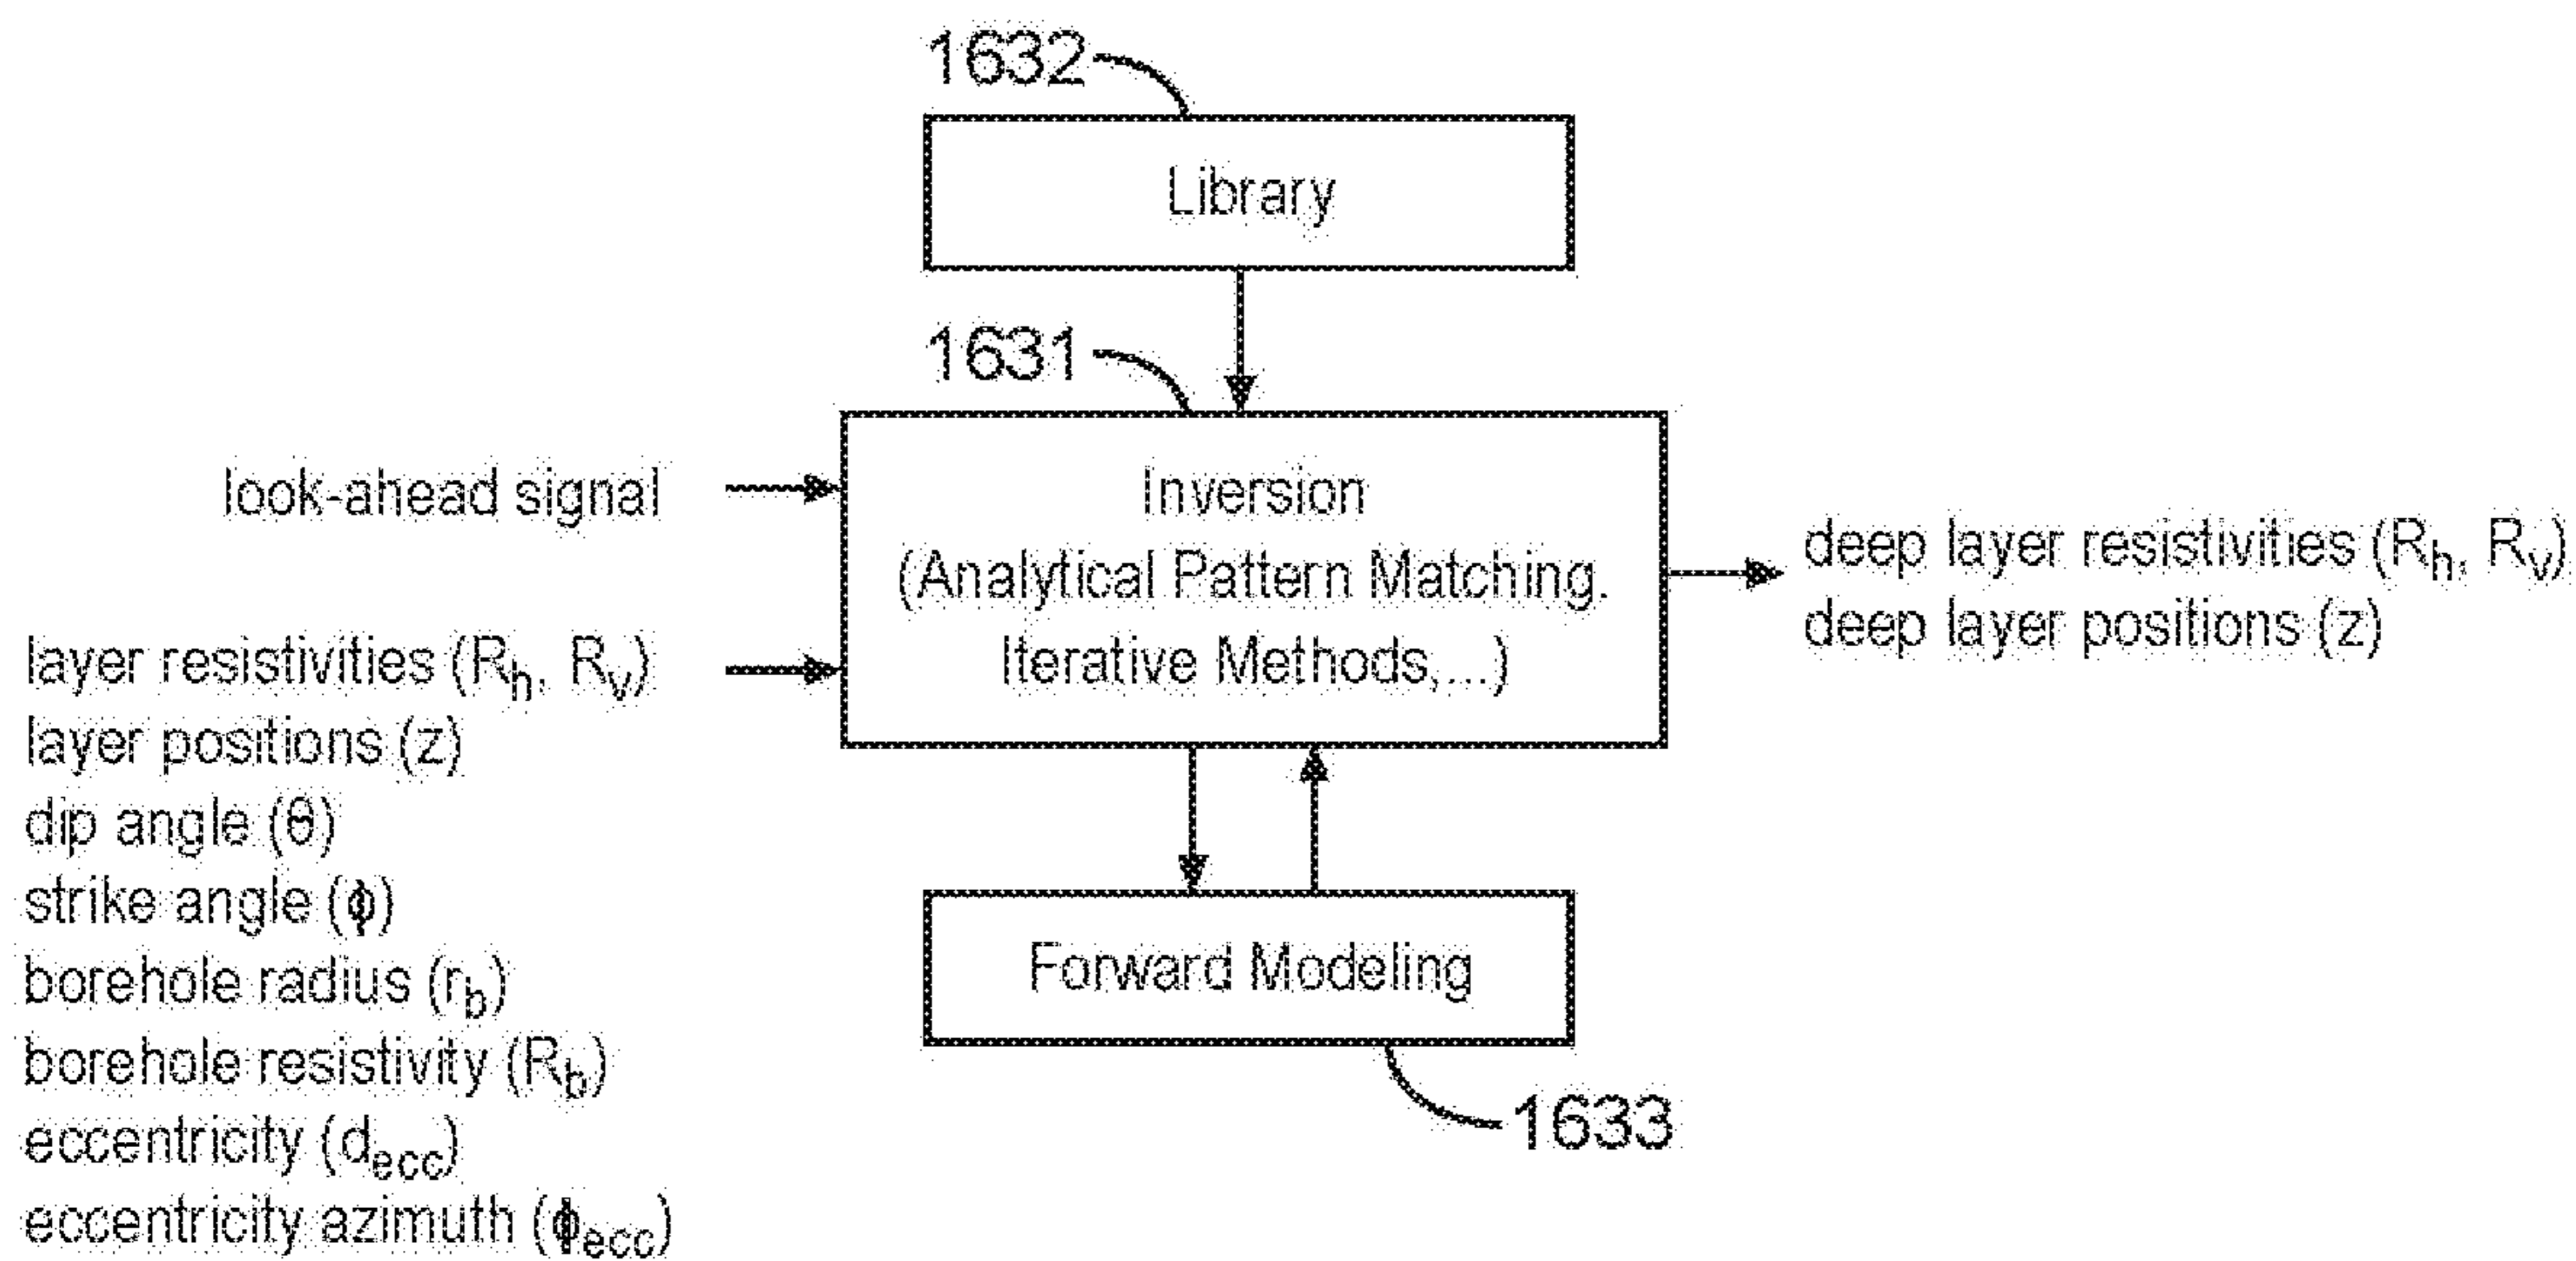 1632
Library
1631
look-ahead signal
Inversion
(Analytical Pattern Matching.
Iterative Methods,...)
deep layer resistivities (Rh, Rv)
deep layer positions (z)
layer resistivities (Rh, Rv)
layer positions (z)
dip angle (θ)
strike angle (ϕ)
borehole radius (rb)
borehole resistivity (Rb)
eccentricity (decc)
eccentricity azimuth (ϕecc)
Forward Modeling
1633